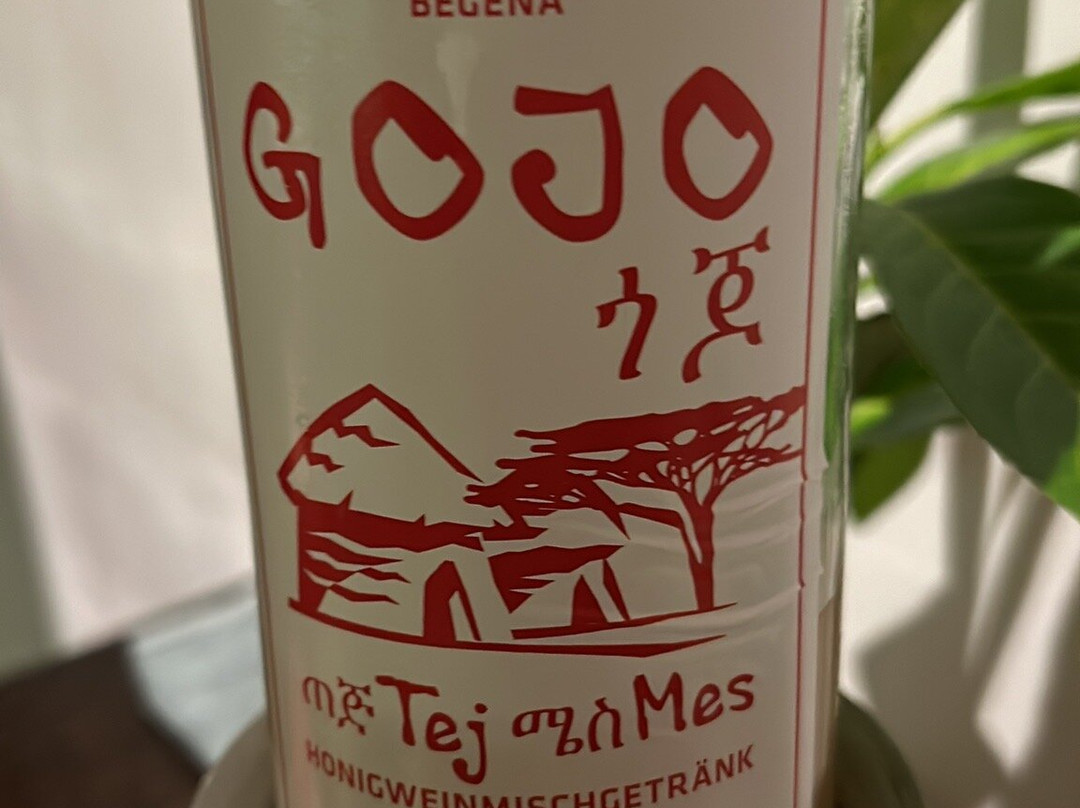 BEGENA
GOJO
ጎጆ
ጠጅ Tej ሜስ Mes
HONIGWEINMISCHGETRÄNK